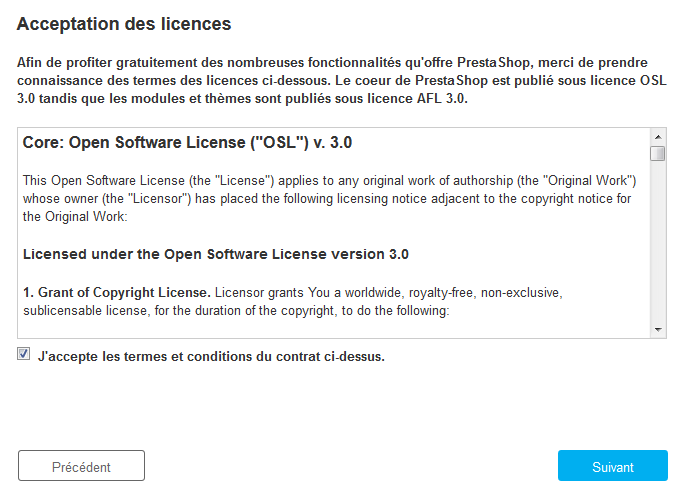 Acceptation des licences
Afin de profiter gratuitement des nombreuses fonctionnalités qu'offre PrestaShop, merci de prendre
connaissance des termes des licences ci-dessous. Le coeur de PrestaShop est publié sous licence OSL
3.0 tandis que les modules et thèmes sont publiés sous licence AFL 3.0.
Core: Open Software License ("OSL") v. 3.0
This Open Software License (the "License") applies to any original work of authorship (the "Original Work")
whose owner (the "Licensor") has placed the following licensing notice adjacent to the copyright notice for
the Original Work:
Licensed under the Open Software License version 3.0
1. Grant of Copyright License. Licensor grants You a worldwide, royalty-free, non-exclusive,
sublicensable license, for the duration of the copyright, to do the following:
J'accepte les termes et conditions du contrat ci-dessus.
Précédent
Suivant